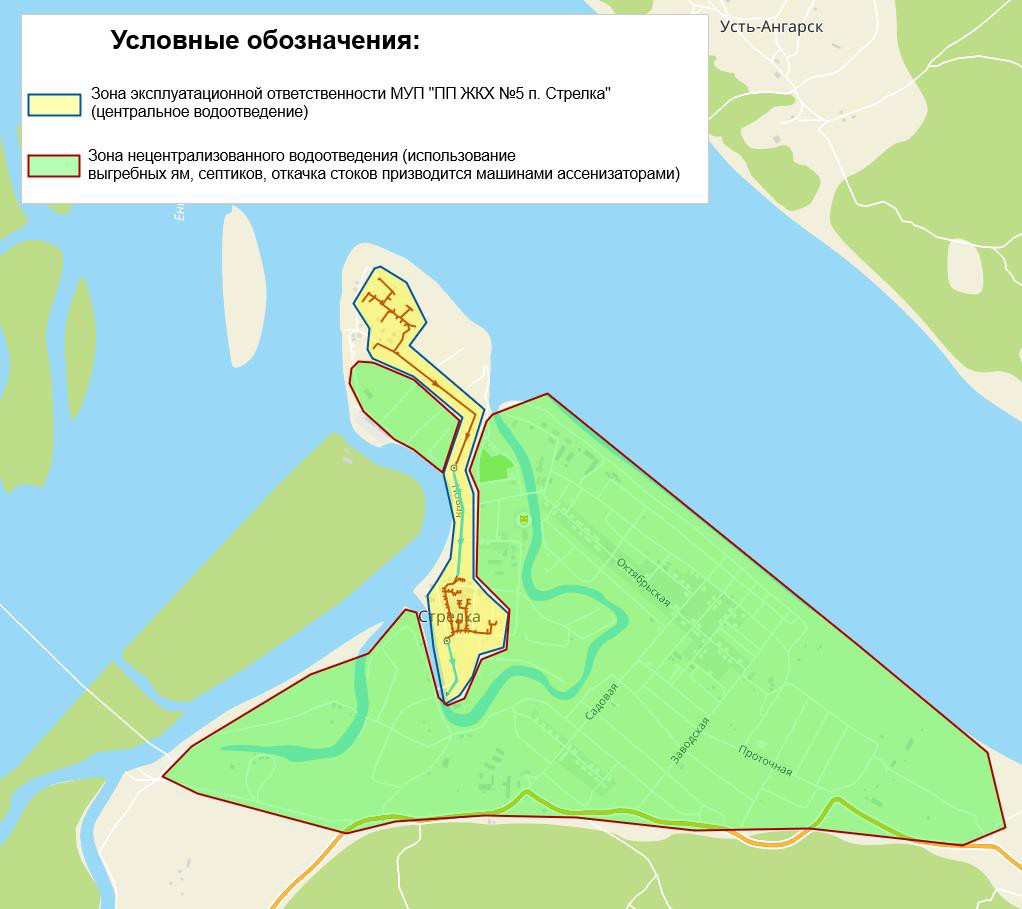 Усть-Ангарск
Условные обозначения:
Зона эксплуатационной ответственности МУП "ПП ЖКХ №5 п. Стрелка"
(центральное водоотведение)
Зона нецентрализованного водоотведения (использование
выгребных ям, септиков, откачка стоков призводится машинами ассенизаторами)
Октябрьская
Стрелка
Садовая
Заводская
Проточная